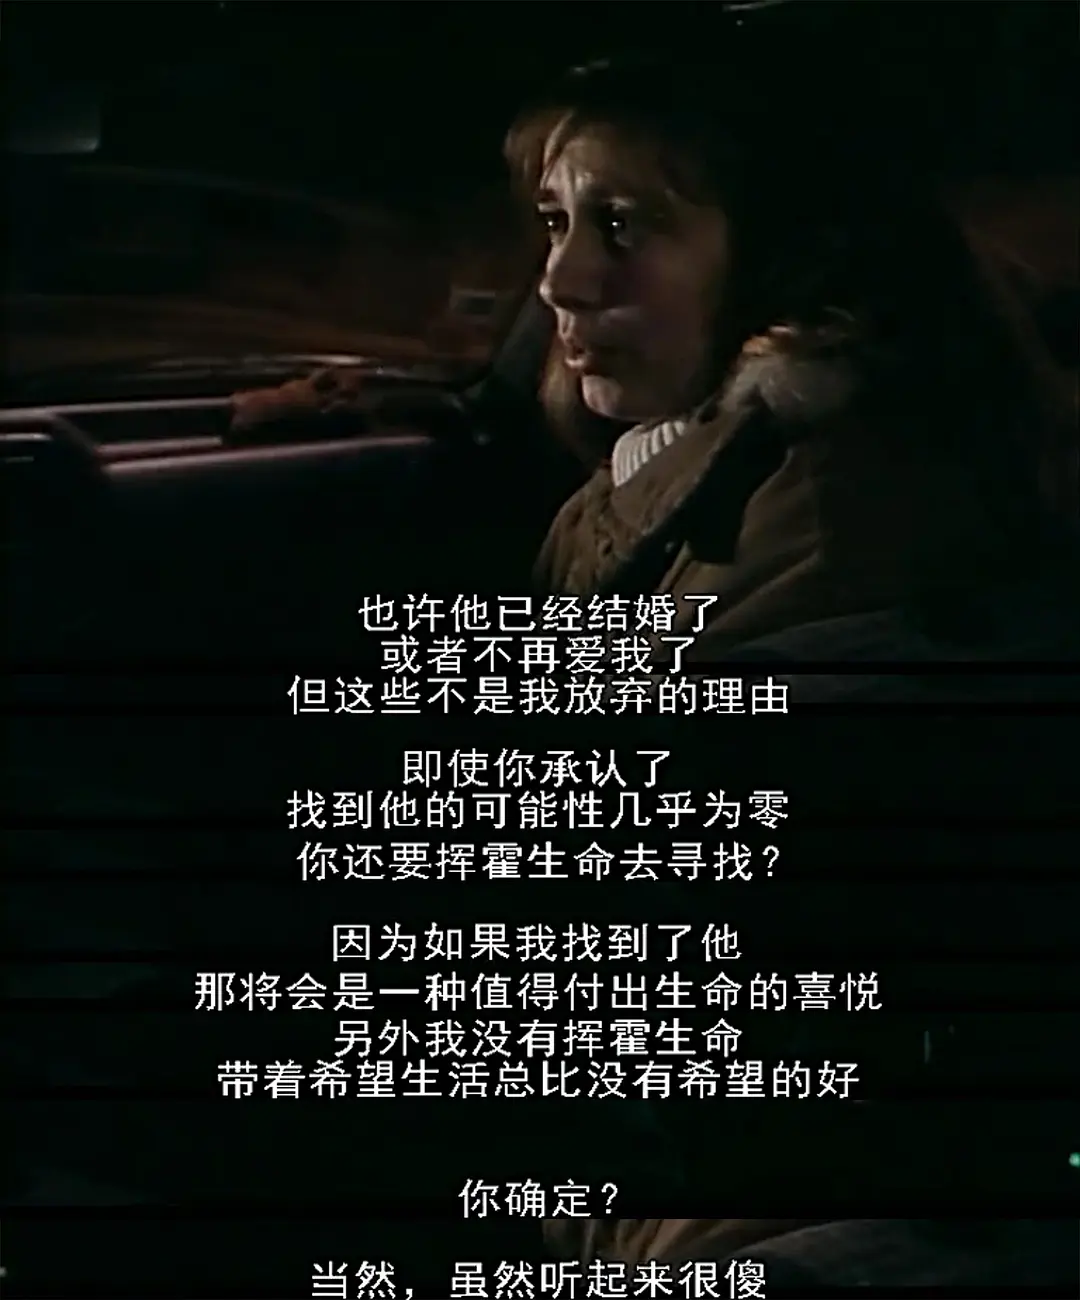 也许他已经结婚了
或者不再爱我了
但这些不是我放弃的理由
即使你承认了
找到他的可能性几乎为零
你还要挥霍生命去寻找？
因为如果我找到了他
那将会是一种值得付出生命的喜悦
另外我没有挥霍生命
带着希望生活总比没有希望的好
你确定？
当然，虽然听起来很傻